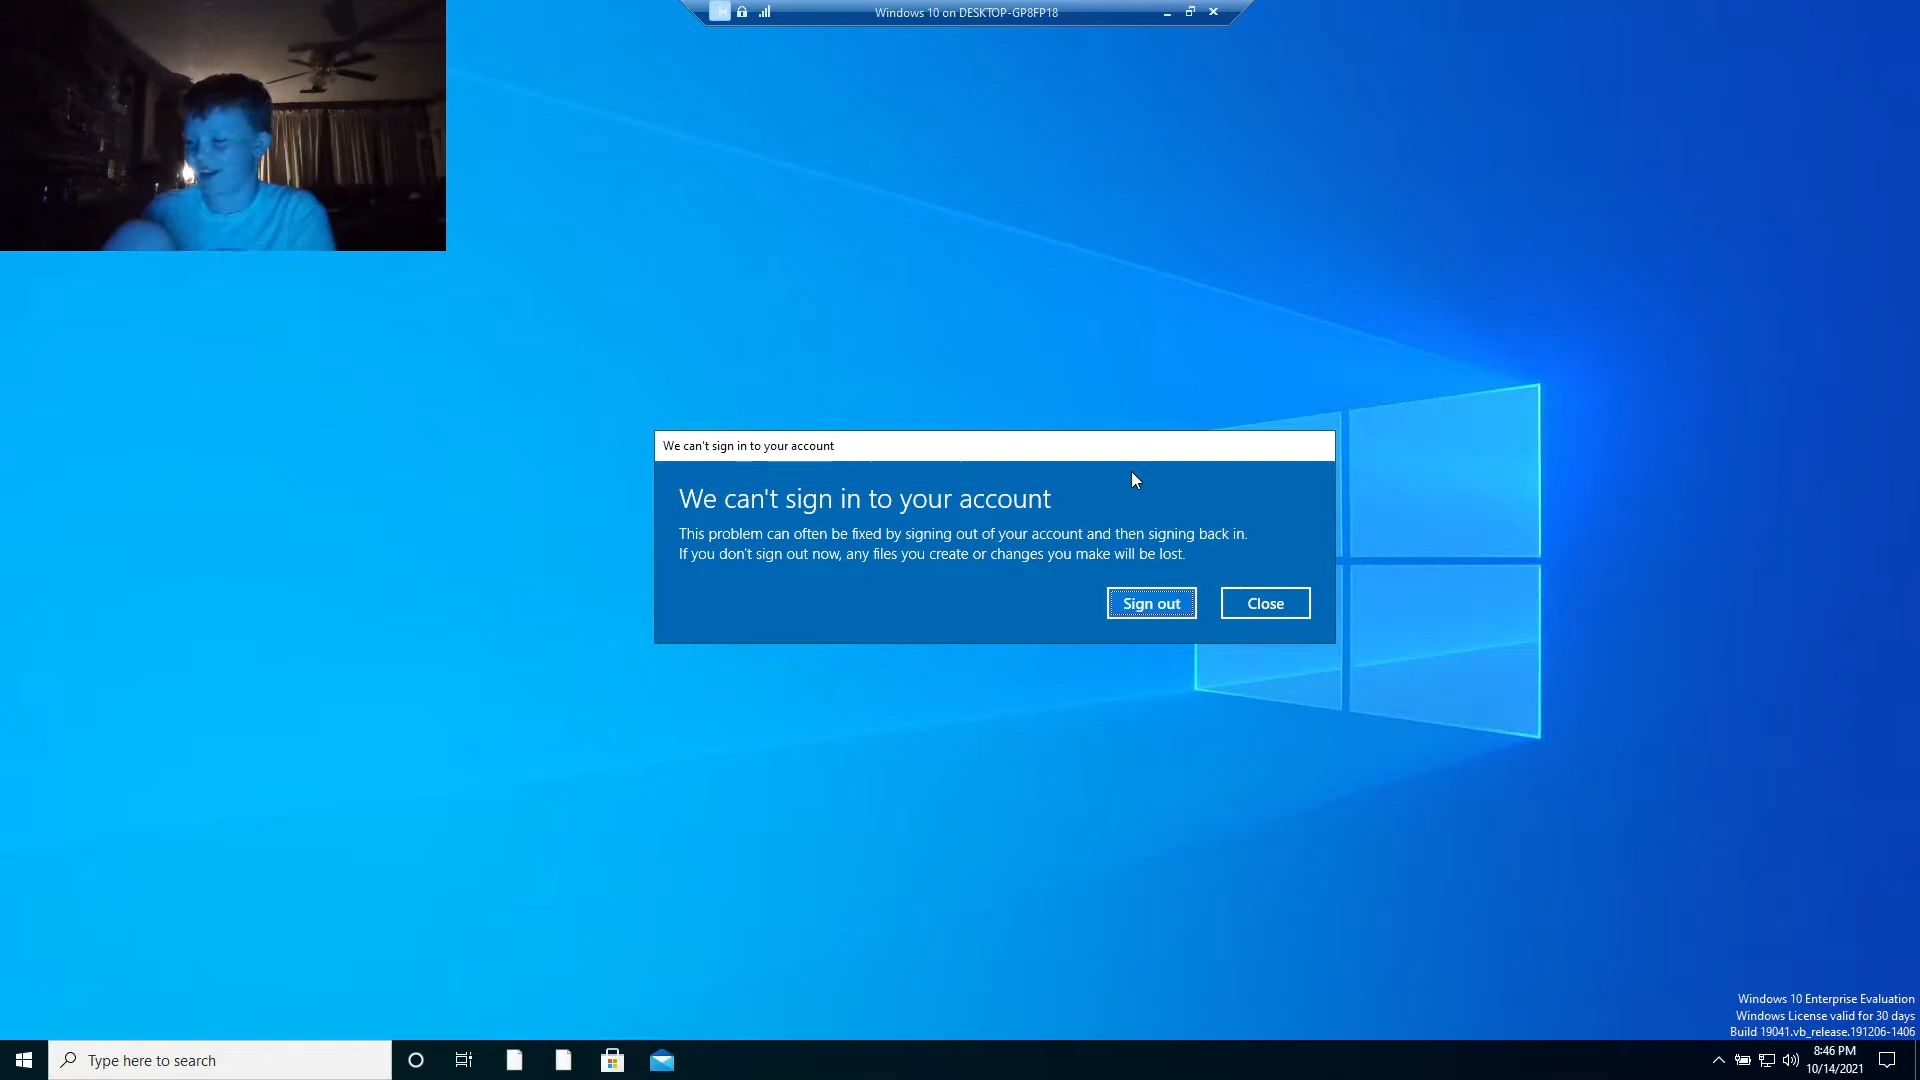 Windows 10 on DESKTOP-GP8FP18
We can't sign in to your account
We can't sign in to your account
This problem can often be fixed by signing out of your account and then signing back in.
If you don't sign out now, any files you create or changes you make will be lost.
Sign out
Close
Windows 10 Enterprise Evaluation
Windows License valid for 30 days
Build 19041.vb_release.191206-1406
Type here to search
8:46 PM
10/14/2021